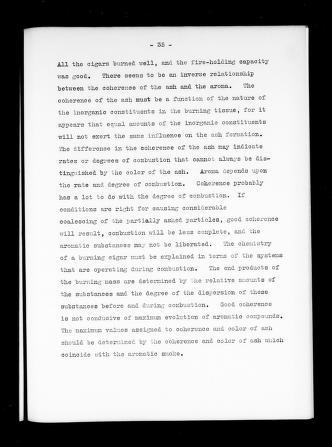 - 35 -
All the cigars burned well, and the fire-holding capacity
was good. There seems to be an inverse relationship
between the coherence of the ash and the aroma. The
coherence of the ash must be a function of the nature of
the inorganic constituents in the burning tissue, for it
appears that equal amounts of the inorganic constituents
will not exert the same influence on the ash formation.
The difference in the coherence of the ash may indicate
rates or degrees of combustion that cannot always be dis-
tinguished by the color of the ash. Aroma depends upon
the rate and degree of combustion. Coherence probably
has a lot to do with the degree of combustion. If
conditions are right for causing considerable
coalescing of the partially ashed particles, good coherence
will result, combustion will be less complete, and the
aromatic substances may not be liberated. The chemistry
of a burning cigar must be explained in terms of the systems
that are operating during combustion. The end products of
the burning mass are determined by the relative amounts of
the substances and the degree of the dispersion of these
substances before and during combustion. Good coherence
is not conducive of maximum evolution of aromatic compounds.
The maximum values assigned to coherence and color of ash
should be determined by the coherence and color of ash which
coincide with the aromatic smoke.